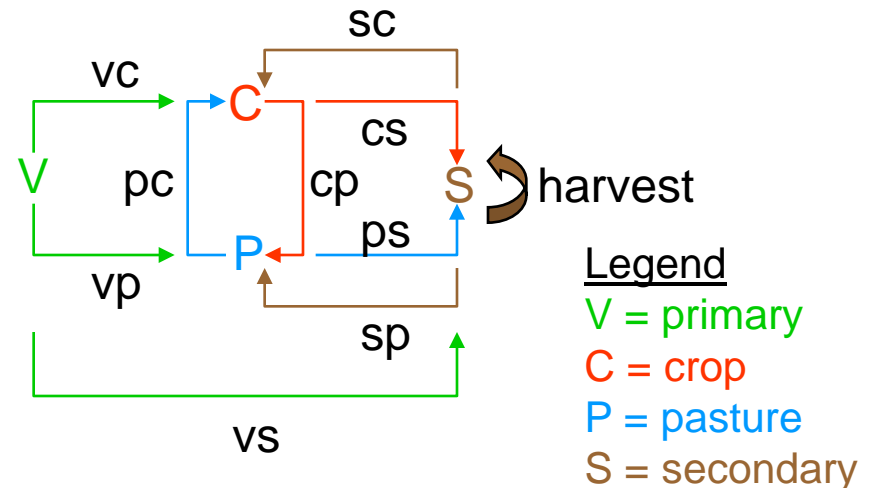 sc
vc
C
cs
V
pc
cp
S
harvest
P
ps
vp
sp
vs
Legend
V = primary
C = crop
P = pasture
S = secondary